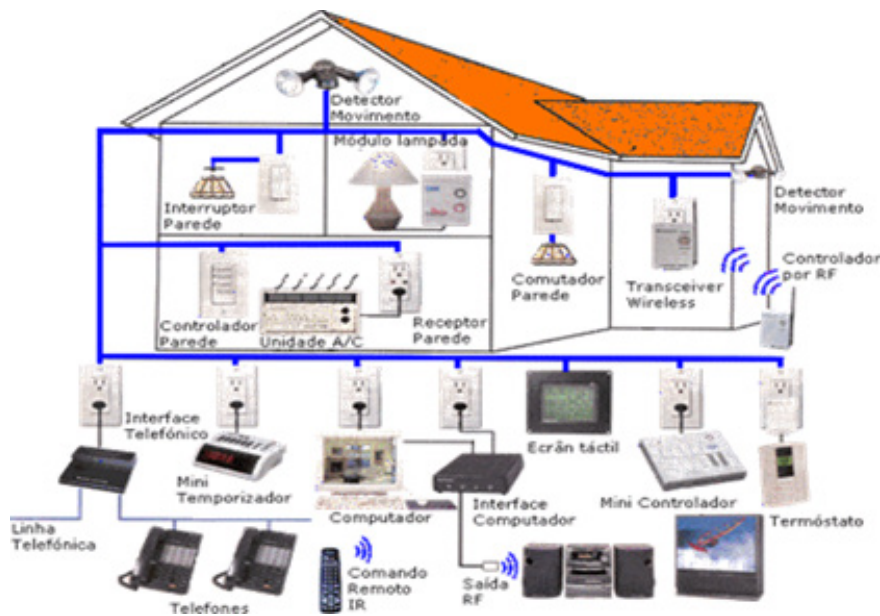 Detector
Movimento
Módulo lampada
Interruptor
Parede
Detector
Movimento
Comutador
Parede
Transceiver
Wireless
Controlador
por RF
Controlador
Parede
Unidade A/C
Receptor
Parede
Interface
Telefónico
Mini
Temporizador
Computador
Interface
Computador
Ecrãn táctil
Mini Controlador
Termóstato
Linha
Telefónica
Telefones
Comando
Remoto
IR
Saída
RF